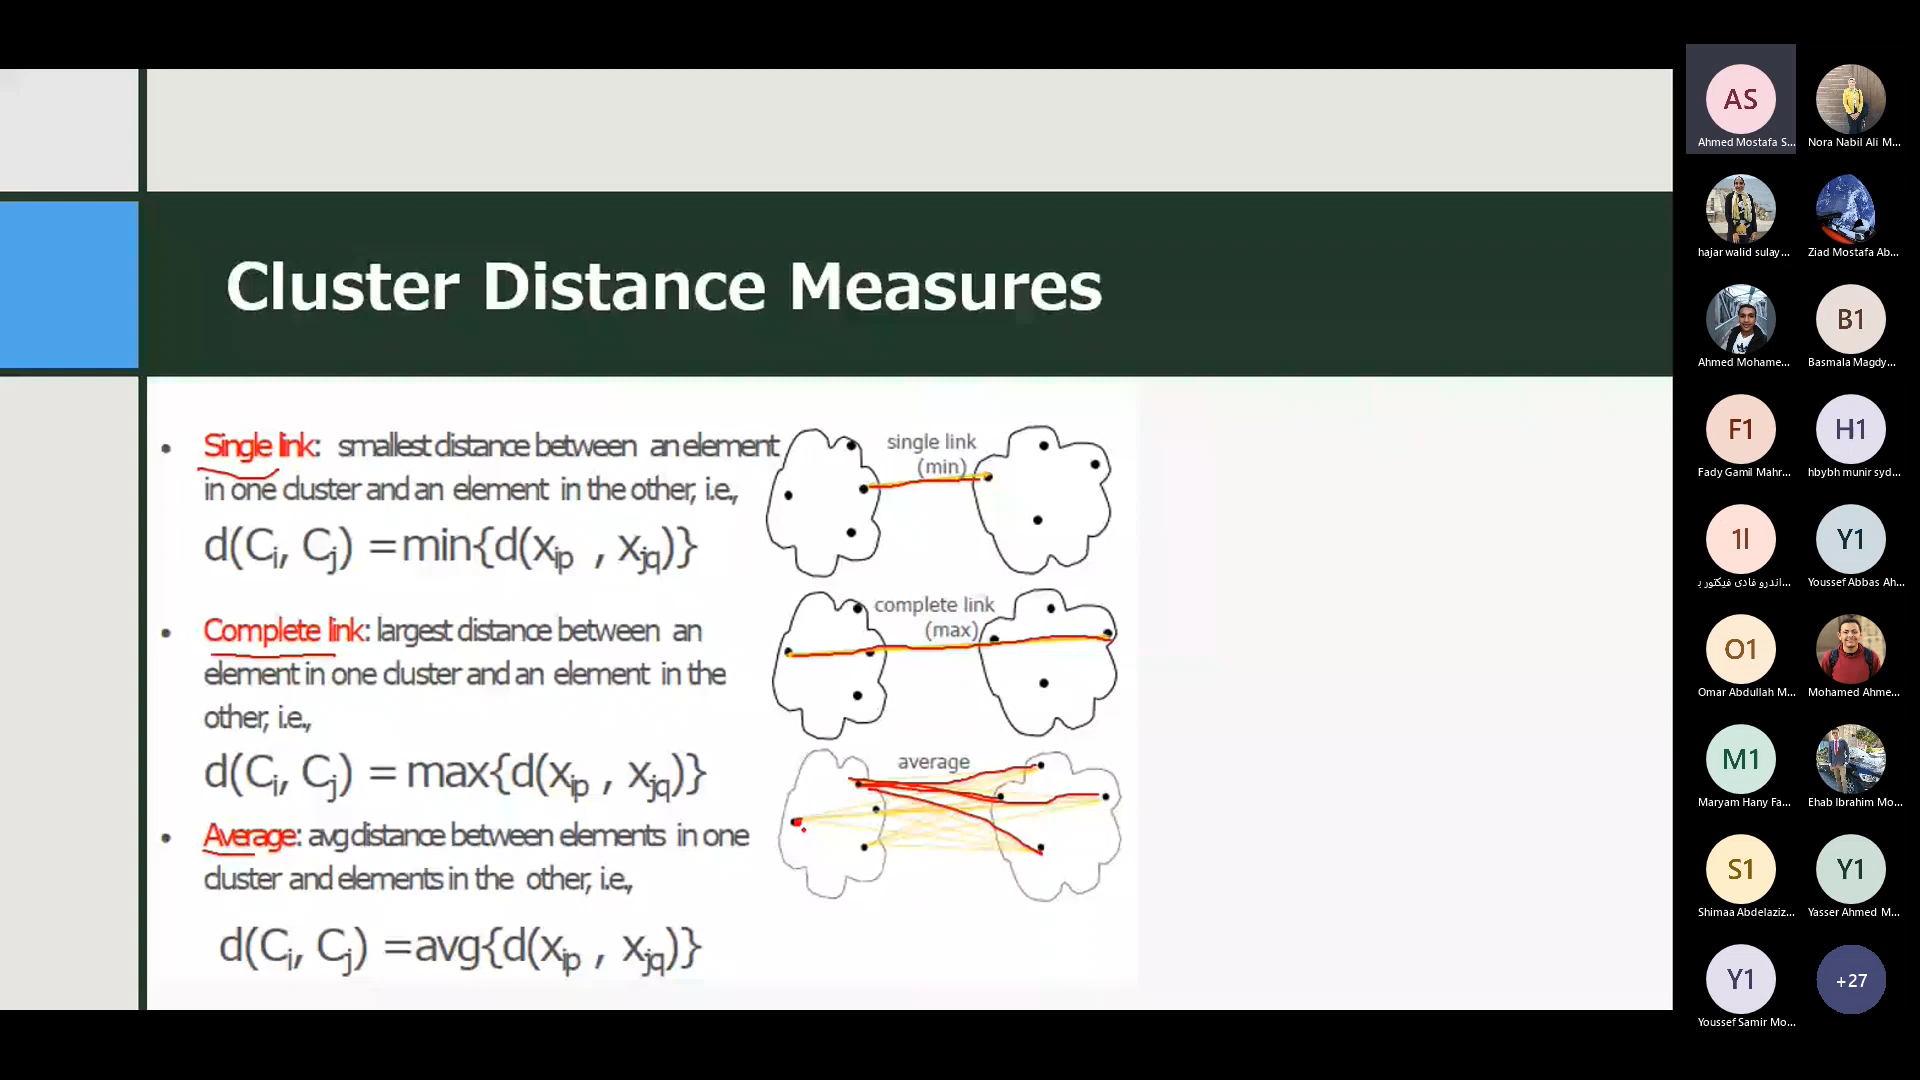 Cluster Distance Measures
• Single link: smallest distance between an element
in one cluster and an element in the other, i.e.,
d(Ci, Cj) =min{d(xip , xjq)}
• Complete link: largest distance between an
element in one cluster and an element in the
other, i.e.,
d(Ci, Cj) = max{d(xip , xjq)}
• Average: avg distance between elements in one
cluster and elements in the other, i.e.,
d(Ci, Cj) =avg{d(xip , xjq)}
single link
(min)
complete link
(max)
average
AS
Ahmed Mostafa S...
Nora Nabil Ali M...
hajar walid sulay...
Ziad Mostafa Ab...
Ahmed Mohame...
B1
Basmala Magdy...
F1
Fady Gamil Mahr...
H1
hbybh munir syd...
1ا
اندرو فادى فيكتور ب...
Y1
Youssef Abbas Ah...
O1
Omar Abdullah M...
Mohamed Ahme...
M1
Maryam Hany Fa...
Ehab Ibrahim Mo...
S1
Shimaa Abdelaziz...
Y1
Yasser Ahmed M...
Y1
Youssef Samir Mo...
+27